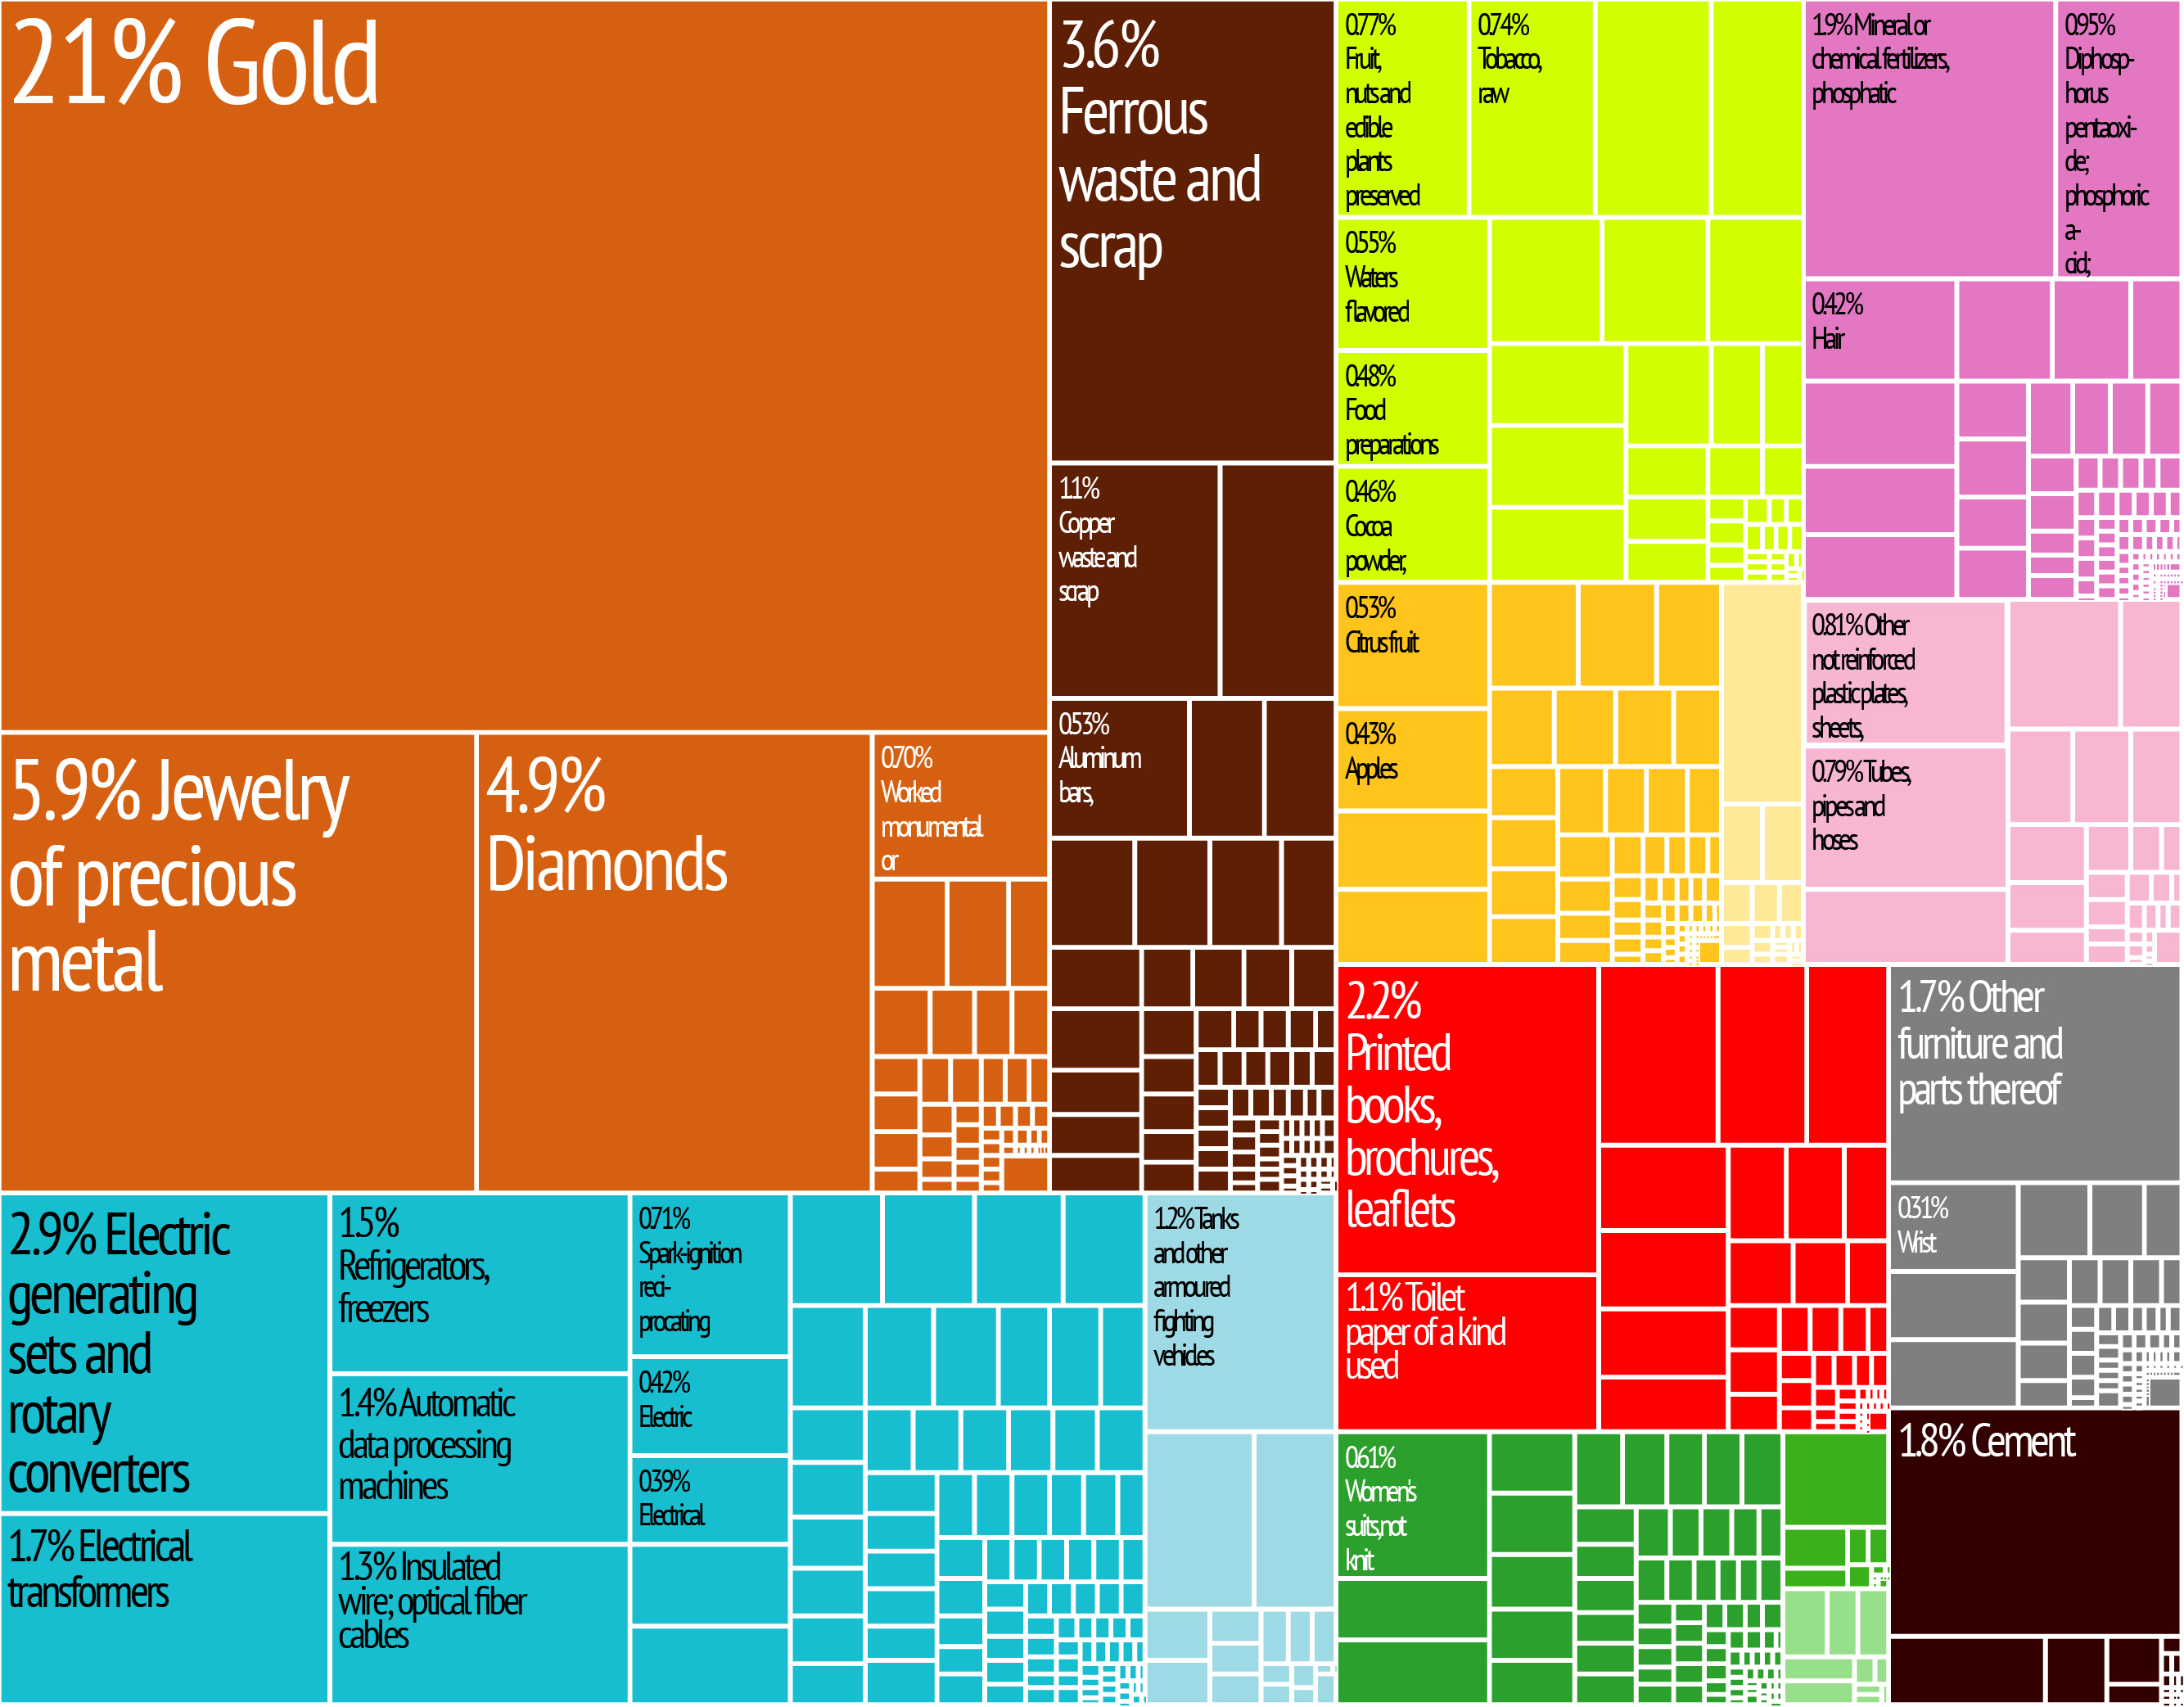 21% Gold
5.9% Jewelry
of precious
metal
4.9%
Diamonds
0.70%
Worked
monumental
or
3.6%
Ferrous
waste and
scrap
1.1%
Copper
waste and
scrap
0.53%
Aluminum
bars,
0.77%
Fruit,
nuts and
edible
plants
preserved
0.74%
Tobacco,
raw
0.55%
Waters
flavored
0.48%
Food
preparations
0.46%
Cocoa
powder,
0.53%
Citrus fruit
0.43%
Apples
1.9% Mineral or
chemical fertilizers,
phosphatic
0.95%
Diphosp-
horus
pentaoxi-
de;
phosphoric
a-
cid;
0.42%
Hair
0.81% Other
not reinforced
plastic plates,
sheets,
0.79% Tubes,
pipes and
hoses
2.2%
Printed
books,
brochures,
leaflets
1.1% Toilet
paper of a kind
used
1.7% Other
furniture and
parts thereof
0.31%
Wrist
1.8% Cement
0.61%
Women's
suits,not
knit
2.9% Electric
generating
sets and
rotary
converters
1.7% Electrical
transformers
1.5%
Refrigerators,
freezers
1.4% Automatic
data processing
machines
1.3% Insulated
wire; optical fiber
cables
0.71%
Spark-ignition
reci-
procating
0.42%
Electric
0.39%
Electrical
1.2% Tanks
and other
armoured
fighting
vehicles